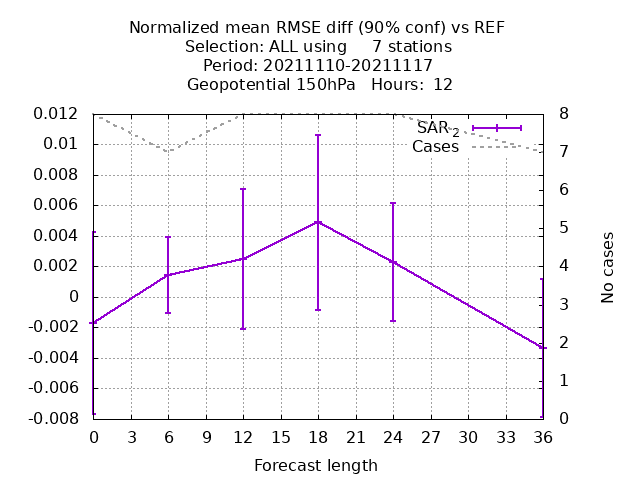 Normalized mean RMSE diff (90% conf) vs REF
Selection: ALL using 7 stations
Period: 20211110-20211117
Geopotential 150hPa Hours: 12
0.012
0.01
0.008
0.006
0.004
0.002
0
-0.002
-0.004
-0.006
-0.008
SAR 2
Cases
8
7
6
5
4
3
2
1
0
No cases
0 3 6 9 12 15 18 21 24 27 30 33 36
Forecast length